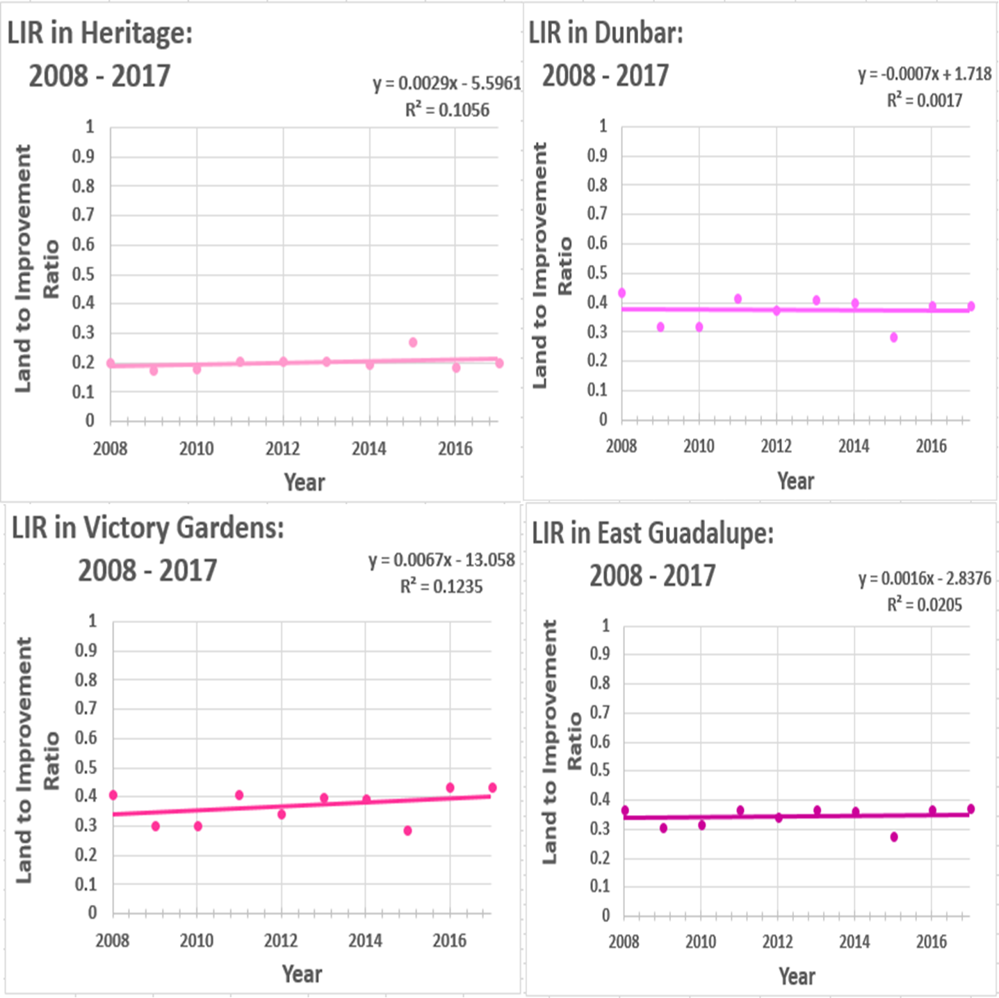 LIR in Heritage:
2008 - 2017
y = 0.0029x - 5.5961
R² = 0.1056
Land to Improvement
Ratio
1
0.9
0.8
0.7
0.6
0.5
0.4
0.3
0.2
0.1
0
2008 2010 2012 2014 2016
Year
LIR in Dunbar:
2008 - 2017
y = -0.0007x + 1.718
R² = 0.0017
Land to Improvement
Ratio
1
0.9
0.8
0.7
0.6
0.5
0.4
0.3
0.2
0.1
0
2008 2010 2012 2014 2016
Year
LIR in Victory Gardens:
2008 - 2017
y = 0.0067x - 13.058
R² = 0.1235
Land to Improvement
Ratio
1
0.9
0.8
0.7
0.6
0.5
0.4
0.3
0.2
0.1
0
2008 2010 2012 2014 2016
Year
LIR in East Guadalupe:
2008 - 2017
y = 0.0016x - 2.8376
R² = 0.0205
Land to Improvement
Ratio
1
0.9
0.8
0.7
0.6
0.5
0.4
0.3
0.2
0.1
0
2008 2010 2012 2014 2016
Year